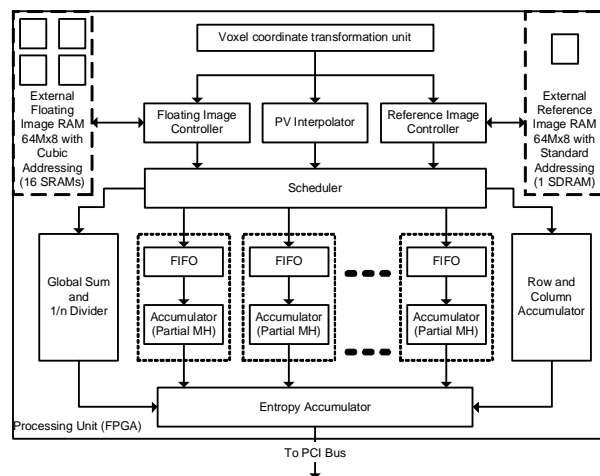 Voxel coordinate transformation unit
External
Floating
Image RAM
64Mx8 with
Cubic
Addressing
(16 SRAMs)
Floating Image
Controller
PV Interpolator
Reference Image
Controller
External
Reference
Image RAM
64Mx8 with
Standard
Addressing
(1 SDRAM)
Scheduler
Global Sum
and
1/n Divider
FIFO
Accumulator
(Partial MH)
FIFO
Accumulator
(Partial MH)
FIFO
Accumulator
(Partial MH)
Row and
Column
Accumulator
Entropy Accumulator
Processing Unit (FPGA)
To PCI Bus